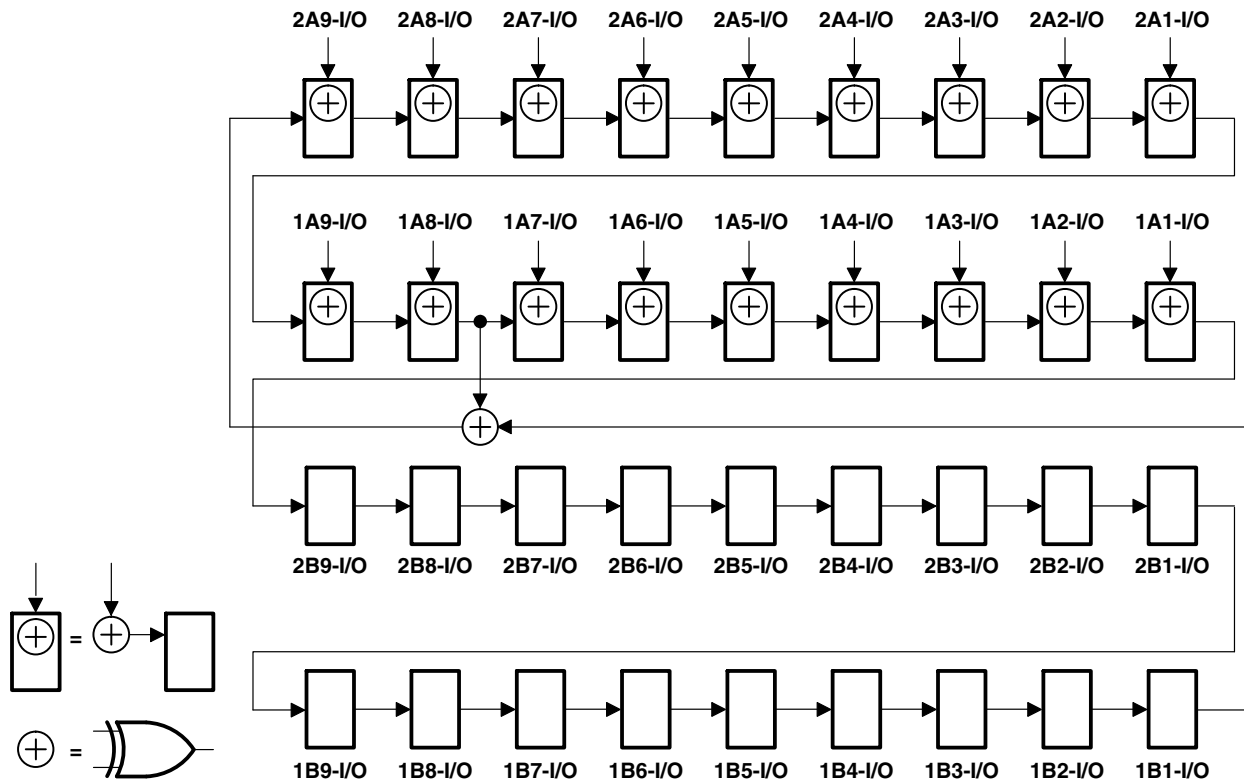 2A9-I/O 2A8-I/O 2A7-I/O 2A6-I/O 2A5-I/O 2A4-I/O 2A3-I/O 2A2-I/O 2A1-I/O
1A9-I/O 1A8-I/O 1A7-I/O 1A6-I/O 1A5-I/O 1A4-I/O 1A3-I/O 1A2-I/O 1A1-I/O
2B9-I/O 2B8-I/O 2B7-I/O 2B6-I/O 2B5-I/O 2B4-I/O 2B3-I/O 2B2-I/O 2B1-I/O
=
=
1B9-I/O 1B8-I/O 1B7-I/O 1B6-I/O 1B5-I/O 1B4-I/O 1B3-I/O 1B2-I/O 1B1-I/O